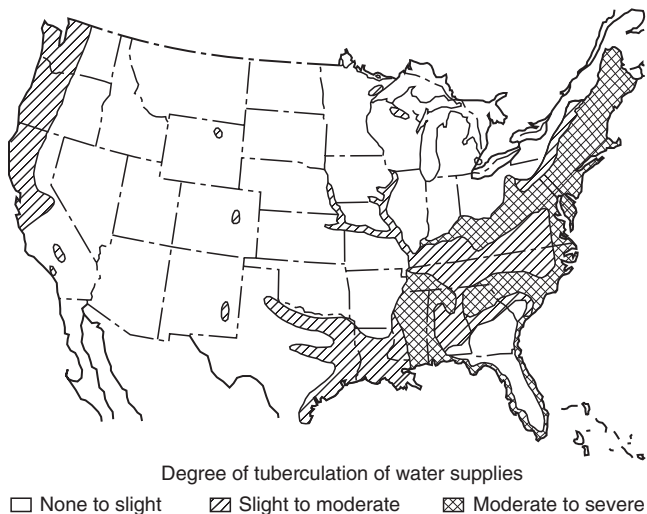 Degree of tuberculation of water supplies
None to slight Slight to moderate Moderate to severe